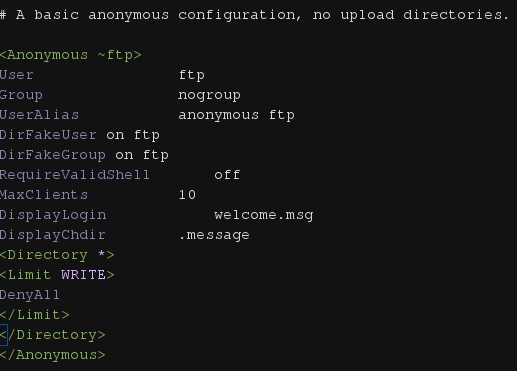 # A basic anonymous configuration, no upload directories.
<Anonymous ~ftp>
User ftp
Group nogroup
UserAlias anonymous ftp
DirFakeUser on ftp
DirFakeGroup on ftp
RequireValidShell off
MaxClients 10
DisplayLogin welcome.msg
DisplayChdir .message
<Directory *>
<Limit WRITE>
DenyAll
</Limit>
</Directory>
</Anonymous>